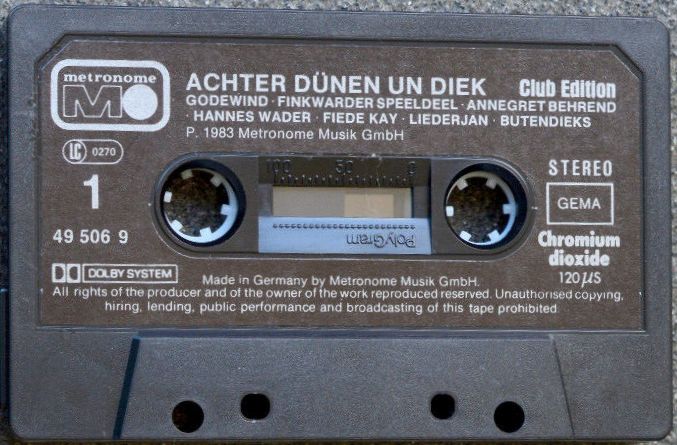 metronome
ACHTER DÜNEN UN DIEK Club Edition
GODEWIND · FINKWARDER SPEELDEEL · ANNEGRET BEHREND
· HANNES WADER · FIEDE KAY · LIEDERJAN · BUTENDIEKS
P. 1983 Metronome Musik GmbH
LC 0270
100 50 0
STEREO
1
GEMA
49 506 9
PolyGram
Chromium
dioxide
120 µS
DOLBY SYSTEM
Made in Germany by Metronome Musik GmbH.
All rights of the producer and of the owner of the work reproduced reserved. Unauthorised copying,
hiring, lending, public performance and broadcasting of this tape prohibited.